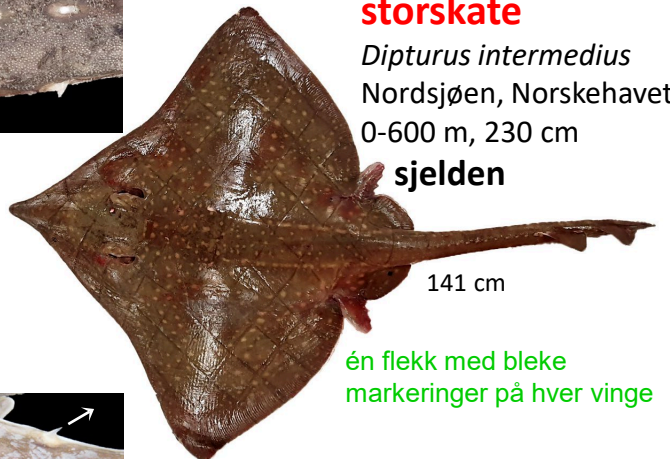 storskate
Dipturus intermedius
Nordsjøen, Norskehavet
0-600 m, 230 cm
sjelden
141 cm
én flekk med bleke
markeringer på hver vinge